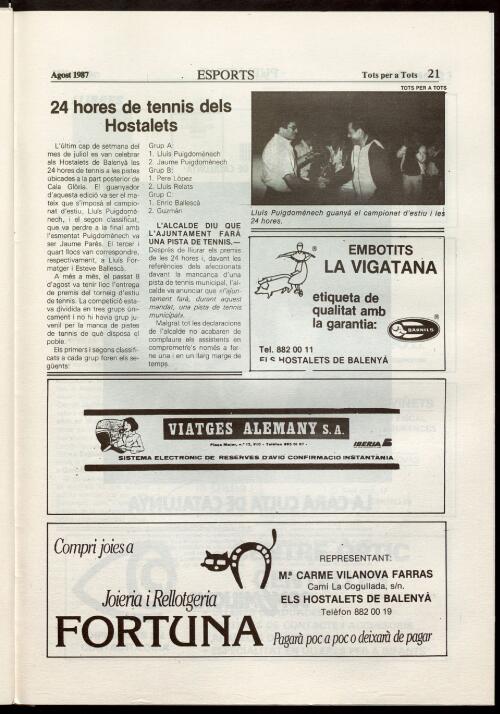 Agost 1987
ESPORTS
Tots per a Tots 21
TOTS PER A TOTS
24 hores de tennis dels
Hostalets
L'últim cap de setmana del
mes de juliol es van celebrar
als Hostalets de Balenyà les
24 hores de tennis a les pistes
ubicades a la part posterior de
Cala Glòria. El guanyador
d'aquesta edició va ser el ma-
teix que s'imposà al campio-
nat d'estiu, Lluís Puigdomè-
nech, i el segon classificat,
que va perdre a la final amb
l'esmentat Puigdomènech va
ser Jaume Parés. El tercer i
quart llocs van correspondre,
respectivament, a Lluís For-
matger i Esteve Ballescà.
A més a més, el passat 8
d'agost va tenir lloc l'entrega
de premis del torneig d'estiu
de tennis. La competició esta-
va dividida en tres grups úni-
cament i no hi havia grup ju-
venil per la manca de pistes
de tennis de què disposa el
poble.
Els primers i segons classifi-
cats a cada grup foren els se-
güents:
Grup A:
1. Lluís Puigdomènech
2. Jaume Puigdomènech
Grup B:
1. Pere López
2. Lluís Relats
Grup C:
1. Enric Ballescà
2. Guzmán
L'ALCALDE DIU QUE
L'AJUNTAMENT FARÀ
UNA PISTA DE TENNIS.—
Després de lliurar els premis
de les 24 hores i, davant les
referències dels afeccionats
davant la mancança d'una
pista de tennis municipal, l'al-
calde va anunciar que «l'ajun-
tament farà, durant aquest
mandat, una pista de tennis
municipal».
Malgrat tot les declaracions
de l'alcalde no acabaren de
complaure els assistents en
comprometre's només a fer-
ne una i en un llarg marge de
temps.
Lluís Puigdomènech guanyà el campionat d'estiu i les
24 hores.
EMBOTITS
LA VIGATANA
etiqueta de
qualitat amb
la garantia:
BARNILS
Tel. 882 00 11
ELS HOSTALETS DE BALENYÀ
VIATGES ALEMANY S.A.
IBERIA
SISTEMA ELECTRONIC DE RESERVES D'AVIÓ CONFIRMACIÓ INSTANTÀNIA
Compri joies a
Joieria i Rellotgeria
FORTUNA
REPRESENTANT:
M.ª CARME VILANOVA FARRAS
Camí La Cogullada, s/n.
ELS HOSTALETS DE BALENYÀ
Telèfon 882 00 19
Pagarà poc a poc o deixarà de pagar